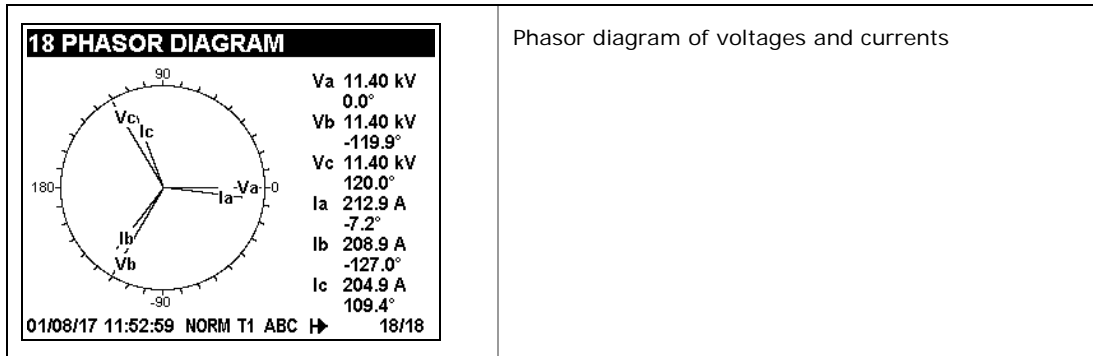 18 PHASOR DIAGRAM
90
180
0
-90
Vc
Ic
Va
Ia
Ib
Vb
Va 11.40 kV
0.0°
Vb 11.40 kV
-119.9°
Vc 11.40 kV
120.0°
Ia 212.9 A
-7.2°
Ib 208.9 A
-127.0°
Ic 204.9 A
109.4°
01/08/17 11:52:59 NORM T1 ABC 18/18
Phasor diagram of voltages and currents